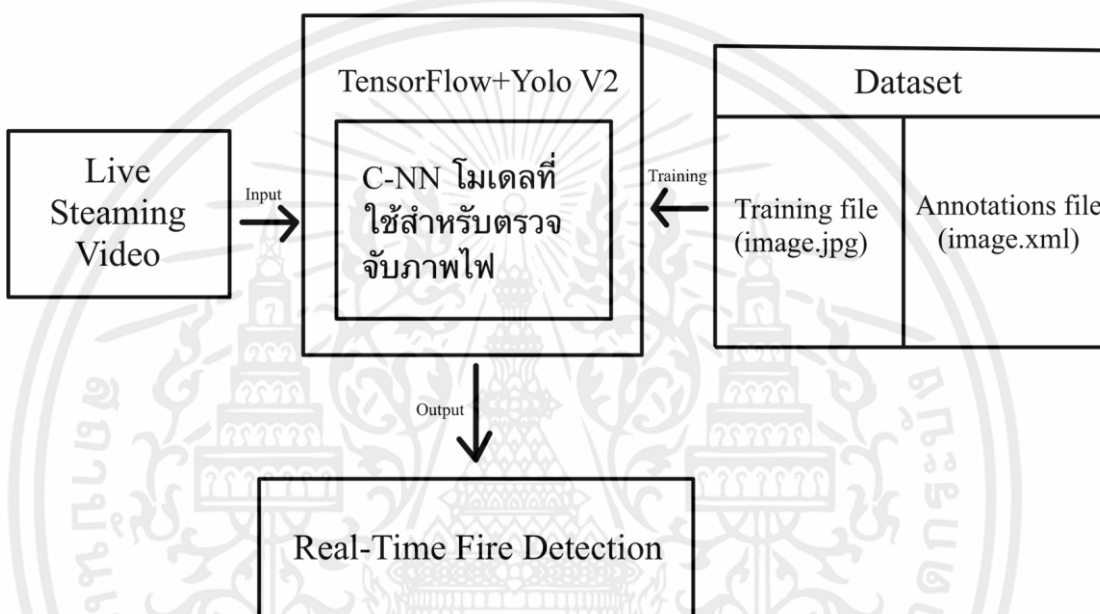 TensorFlow+Yolo V2
Dataset
Live
Steaming
Video
Input
C-NN โมเดลที่
ใช้สำหรับตรวจ
จับภาพไฟ
Training
Training file
(image.jpg)
Annotations file
(image.xml)
Output
Real-Time Fire Detection